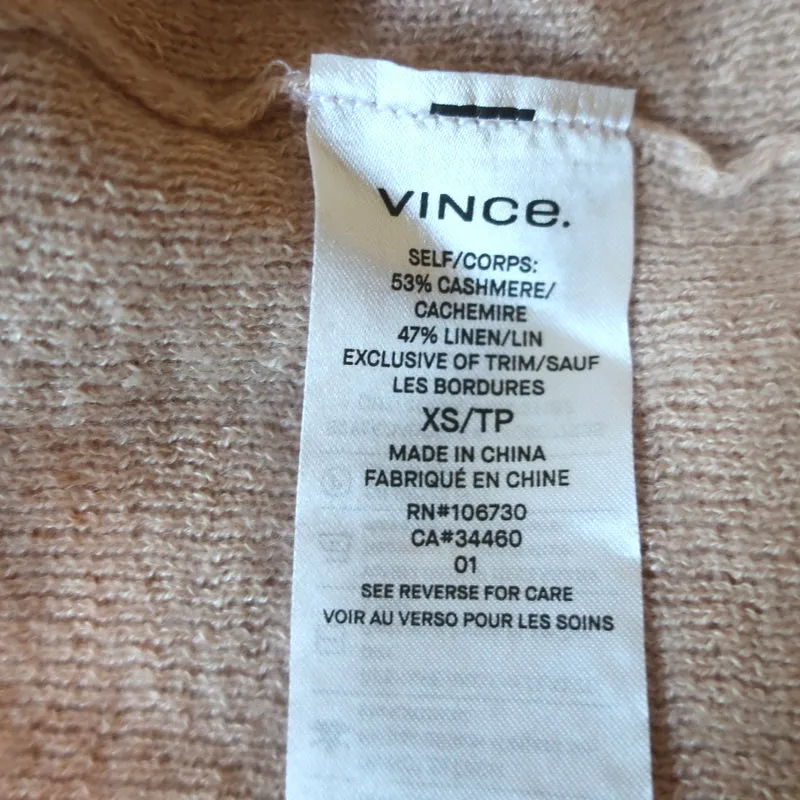 VINCe.
SELF/CORPS:
53% CASHMERE/
CACHEMIRE
47% LINEN/LIN
EXCLUSIVE OF TRIM/SAUF
LES BORDURES
XS/TP
MADE IN CHINA
FABRIQUÉ EN CHINE
RN#106730
CA#34460
01
SEE REVERSE FOR CARE
VOIR AU VERSO POUR LES SOINS